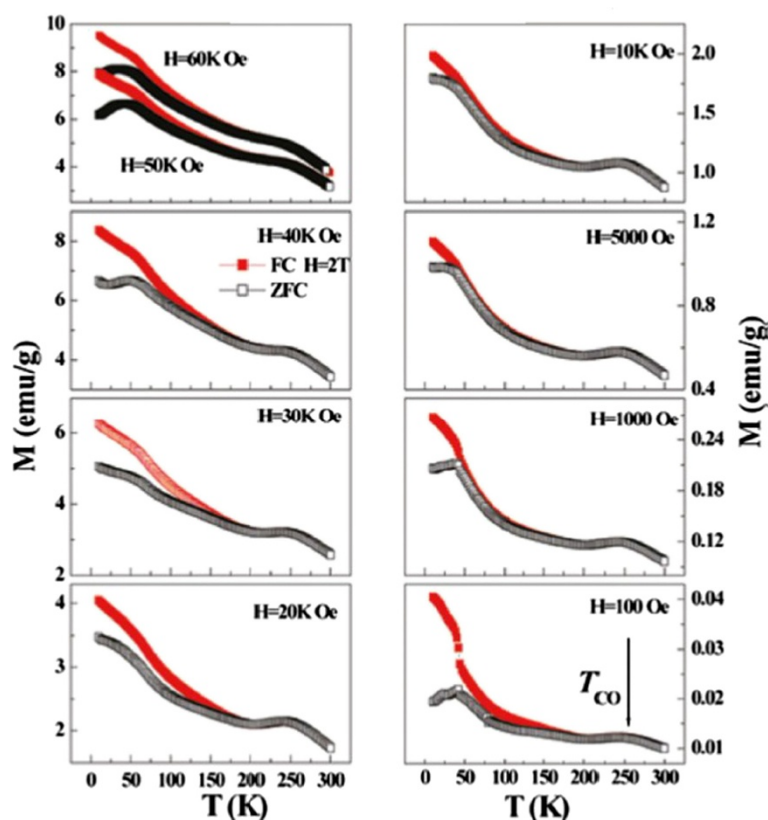 10
8
6
4
H=60K Oe
H=50K Oe
2.0
1.5
1.0
H=10K Oe
8
6
4
H=40K Oe
FC H=2T
ZFC
1.2
0.8
0.4
H=5000 Oe
M (emu/g)
M (emu/g)
6
4
2
H=30K Oe
0.24
0.18
0.12
H=1000 Oe
4
3
2
H=20K Oe
0.04
0.03
0.02
0.01
H=100 Oe
TCO
0 50 100 150 200 250 300
0 50 100 150 200 250 300
T (K)
T (K)